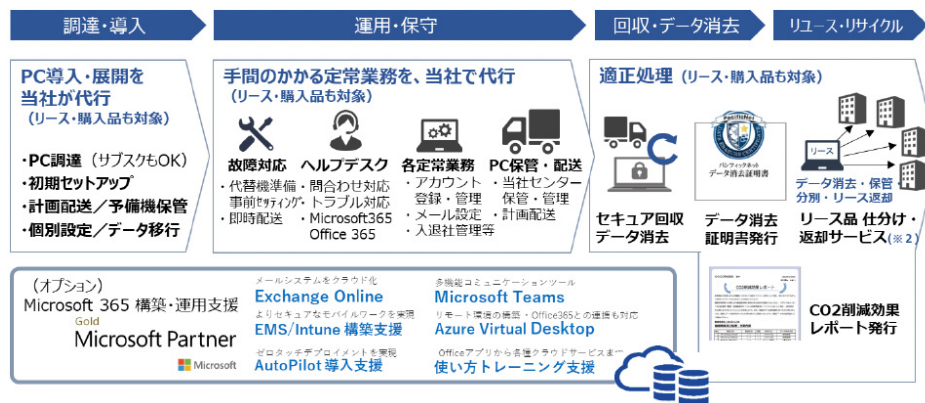 調達・導入
運用・保守
回収・データ消去
リユース・リサイクル
PC導入・展開を
当社が代行
(リース・購入品も対象)
・PC調達(サブスクもOK)
・初期セットアップ
・計画配送/予備機保管
・個別設定/データ移行
手間のかかる定常業務を、当社で代行
(リース・購入品も対象)
故障対応
・代替機準備・
事前セッティング
・即時配送
ヘルプデスク
・問合わせ対応
・トラブル対応
・Microsoft365
Office 365
各定常業務
・アカウント
登録・管理
・メール設定
・入退社管理等
PC保管・配送
・当社センター
保管・管理
・計画配送
適正処理(リース・購入品も対象)
セキュア回収
データ消去
PacificNet
パシフィックネット
データ消去証明書
データ消去
証明書発行
リース
データ消去・保管・
分別・リース返却
リース品 仕分け・
返却サービス(※2)
CO2削減効果レポート
CO2削減効果
レポート発行
(オプション)
Microsoft 365 構築・運用支援
Gold
Microsoft Partner
Microsoft
メールシステムをクラウド化
Exchange Online
よりセキュアなモバイルワークを実現
EMS/Intune 構築支援
ゼロタッチデプロイメントを実現
AutoPilot 導入支援
多機能コミュニケーションツール
Microsoft Teams
リモート環境の構築・Office365との連携も対応
Azure Virtual Desktop
Officeアプリから各種クラウドサービスまで
使い方トレーニング支援